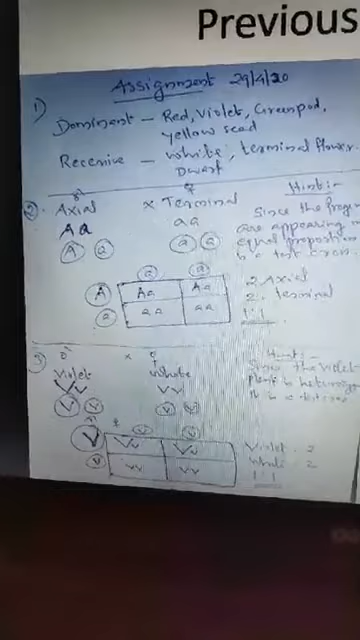 Previous
Assignment 29/4/20
1) Dominant - Red, Violet, Greenpod,
yellow seed
Recessive - white, terminal flower
Dwarf
♂ ♀
2. Axial x Terminal
Aa aa
A a a a
Hint:-
Since the
are appearing
equal proportion
is a test cross.
a a
A Aa Aa
a aa aa
2 Axial
2. terminal
1:1
3 ♂ x ♀
Violet white
Vv vv
V v v v
Hint:-
Since the violet
V Vv Vv
v vv vv
Violet - 2
white - 2
1:1